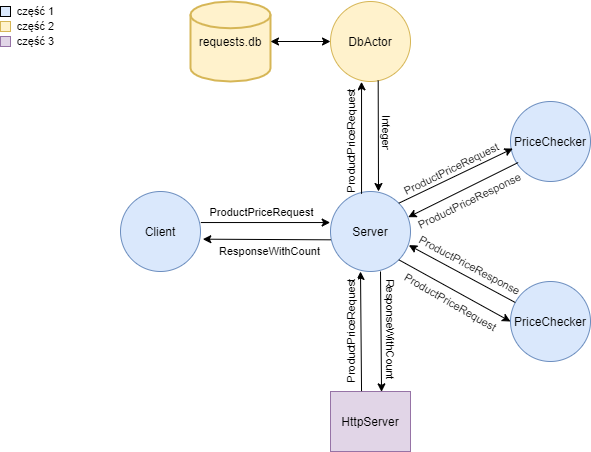 część 1
część 2
część 3
requests.db
DbActor
ProductPriceRequest
Integer
PriceChecker
ProductPriceRequest
ProductPriceResponse
Client
ProductPriceRequest
ResponseWithCount
Server
ProductPriceResponse
ProductPriceRequest
PriceChecker
ProductPriceRequest
ResponseWithCount
HttpServer